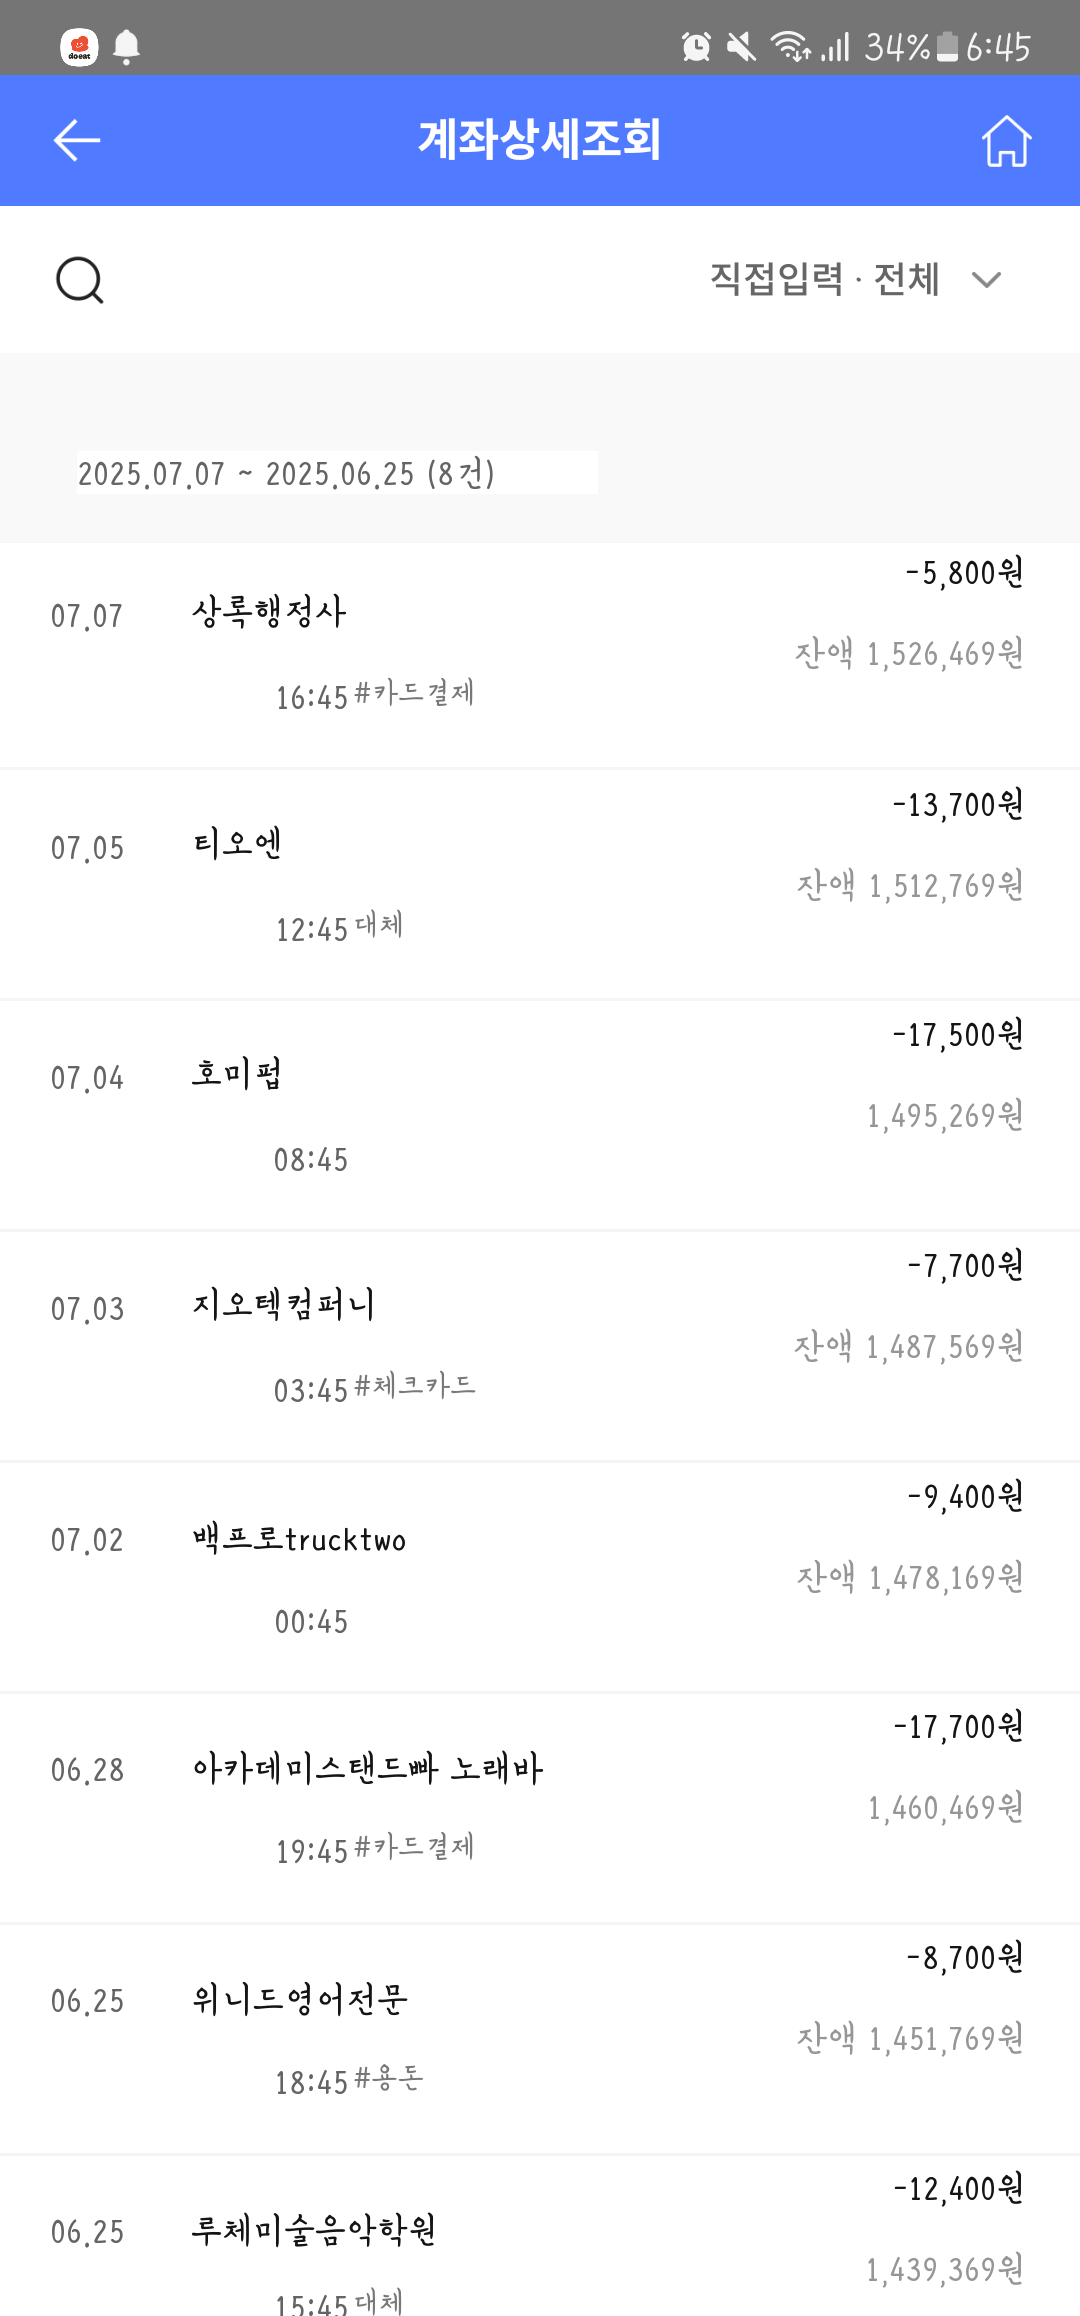 doeat 34% 6:45
계좌상세조회
직접입력 · 전체
2025.07.07 ~ 2025.06.25 (8건)
-5,800원
07.07 상록행정사
잔액 1,526,469원
16:45 #카드결제
-13,700원
07.05 티오엔
잔액 1,512,769원
12:45 대체
-17,500원
07.04 호미펍
1,495,269원
08:45
-7,700원
07.03 지오텍컴퍼니
잔액 1,487,569원
03:45 #체크카드
-9,400원
07.02 백프로trucktwo
잔액 1,478,169원
00:45
-17,700원
06.28 아카데미스탠드빠 노래바
1,460,469원
19:45 #카드결제
-8,700원
06.25 위니드영어전문
잔액 1,451,769원
18:45 #용돈
-12,400원
06.25 루체미술음악학원
1,439,369원
15:45 대체